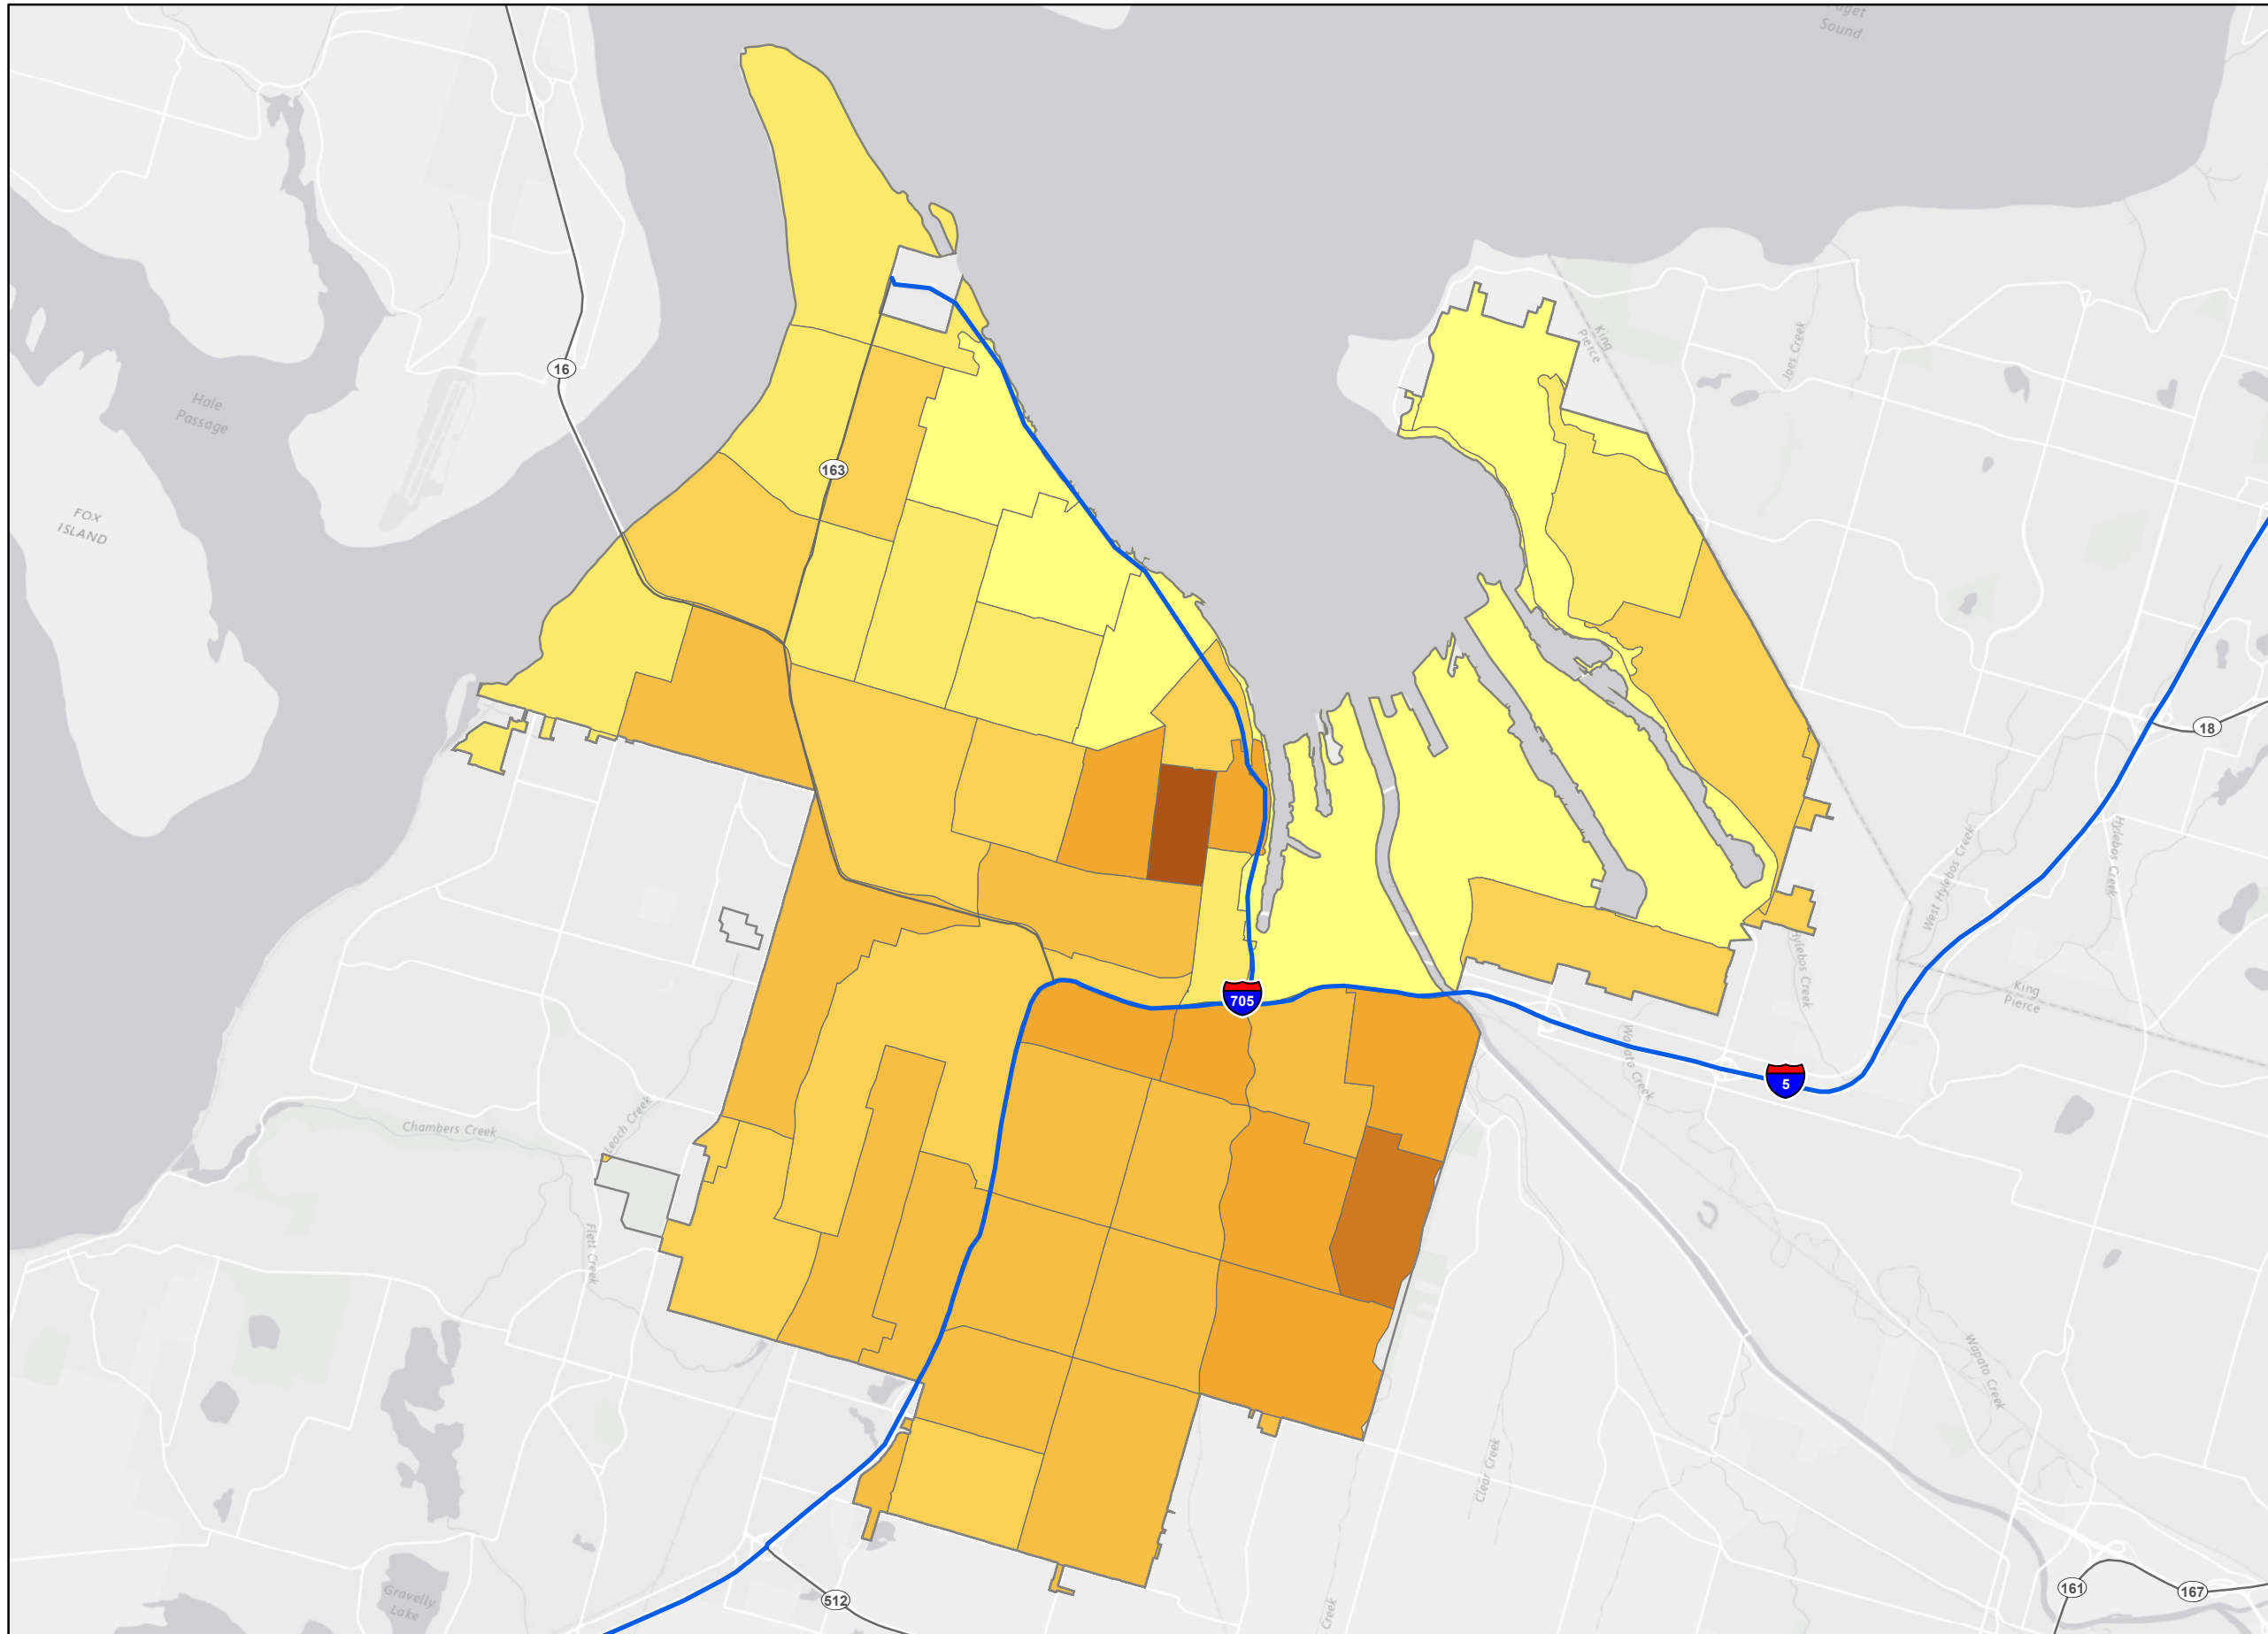 Puget
Sound
King
Pierce
Joes Creek
16
Hale
Passage
163
FOX
ISLAND
18
West Hylebos Creek
Hylebos Creek
Hylebos Creek
705
King
Pierce
Wapato Creek
5
Leach Creek
Chambers Creek
Flett Creek
Wapato Creek
Clear Creek
Gravelly
Lake
512
Creek
161
167